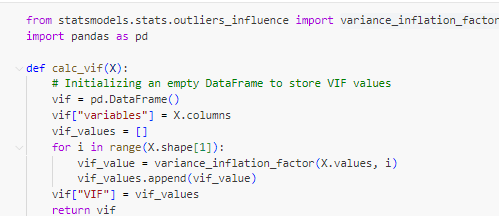 from statsmodels.stats.outliers_influence import variance_inflation_factor
import pandas as pd
def calc_vif(X):
# Initializing an empty DataFrame to store VIF values
vif = pd.DataFrame()
vif["variables"] = X.columns
vif_values = []
for i in range(X.shape[1]):
vif_value = variance_inflation_factor(X.values, i)
vif_values.append(vif_value)
vif["VIF"] = vif_values
return vif